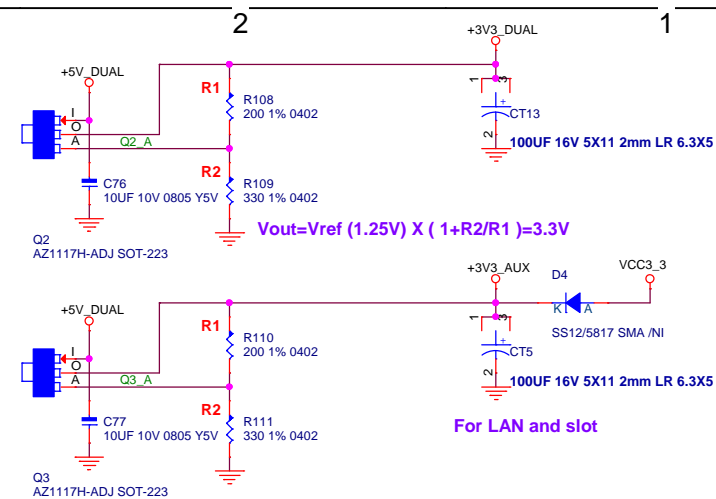 2
1
+3V3_DUAL
+5V_DUAL
R1
R108
200 1% 0402
I
O
A
Q2_A
1
3
+
CT13
2
100UF 16V 5X11 2mm LR 6.3X5
R2
R109
330 1% 0402
C76
10UF 10V 0805 Y5V
Vout=Vref (1.25V) X ( 1+R2/R1 )=3.3V
Q2
AZ1117H-ADJ SOT-223
+3V3_AUX
D4
VCC3_3
K
A
SS12/5817 SMA /NI
+5V_DUAL
R1
R110
200 1% 0402
I
O
A
Q3_A
1
3
+
CT5
2
100UF 16V 5X11 2mm LR 6.3X5
R2
R111
330 1% 0402
C77
10UF 10V 0805 Y5V
For LAN and slot
Q3
AZ1117H-ADJ SOT-223